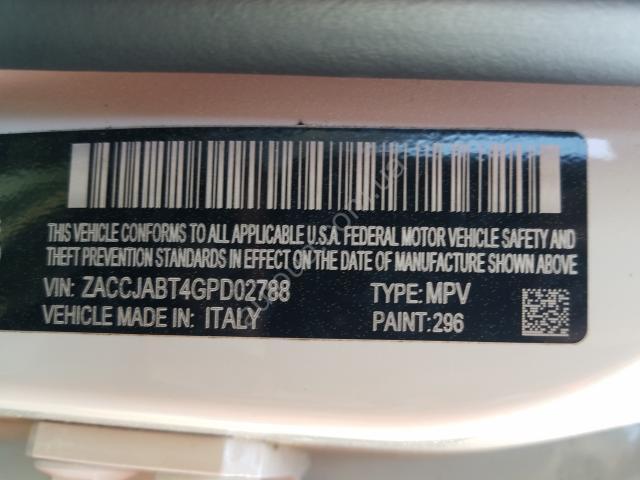 THIS VEHICLE CONFORMS TO ALL APPLICABLE U.S.A. FEDERAL MOTOR VEHICLE SAFETY AND
THEFT PREVENTION STANDARDS IN EFFECT ON THE DATE OF MANUFACTURE SHOWN ABOVE
VIN: ZACCJABT4GPD02788 TYPE: MPV
VEHICLE MADE IN: ITALY PAINT: 296